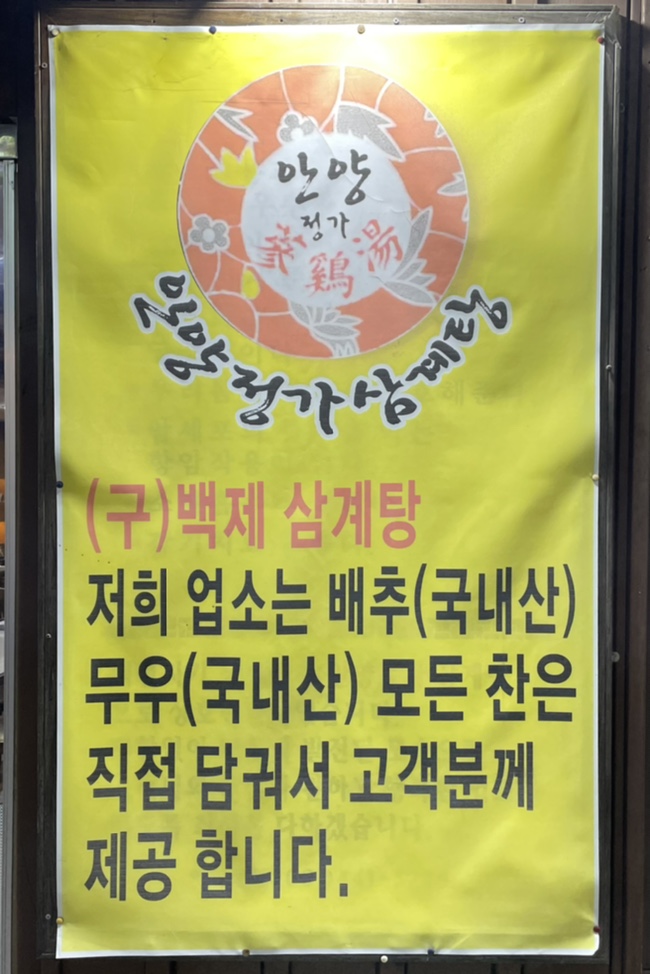 안양
정가
蔘鷄湯
안양정가삼계탕
(구)백제 삼계탕
저희 업소는 배추(국내산)
무우(국내산) 모든 찬은
직접 담궈서 고객분께
제공 합니다.